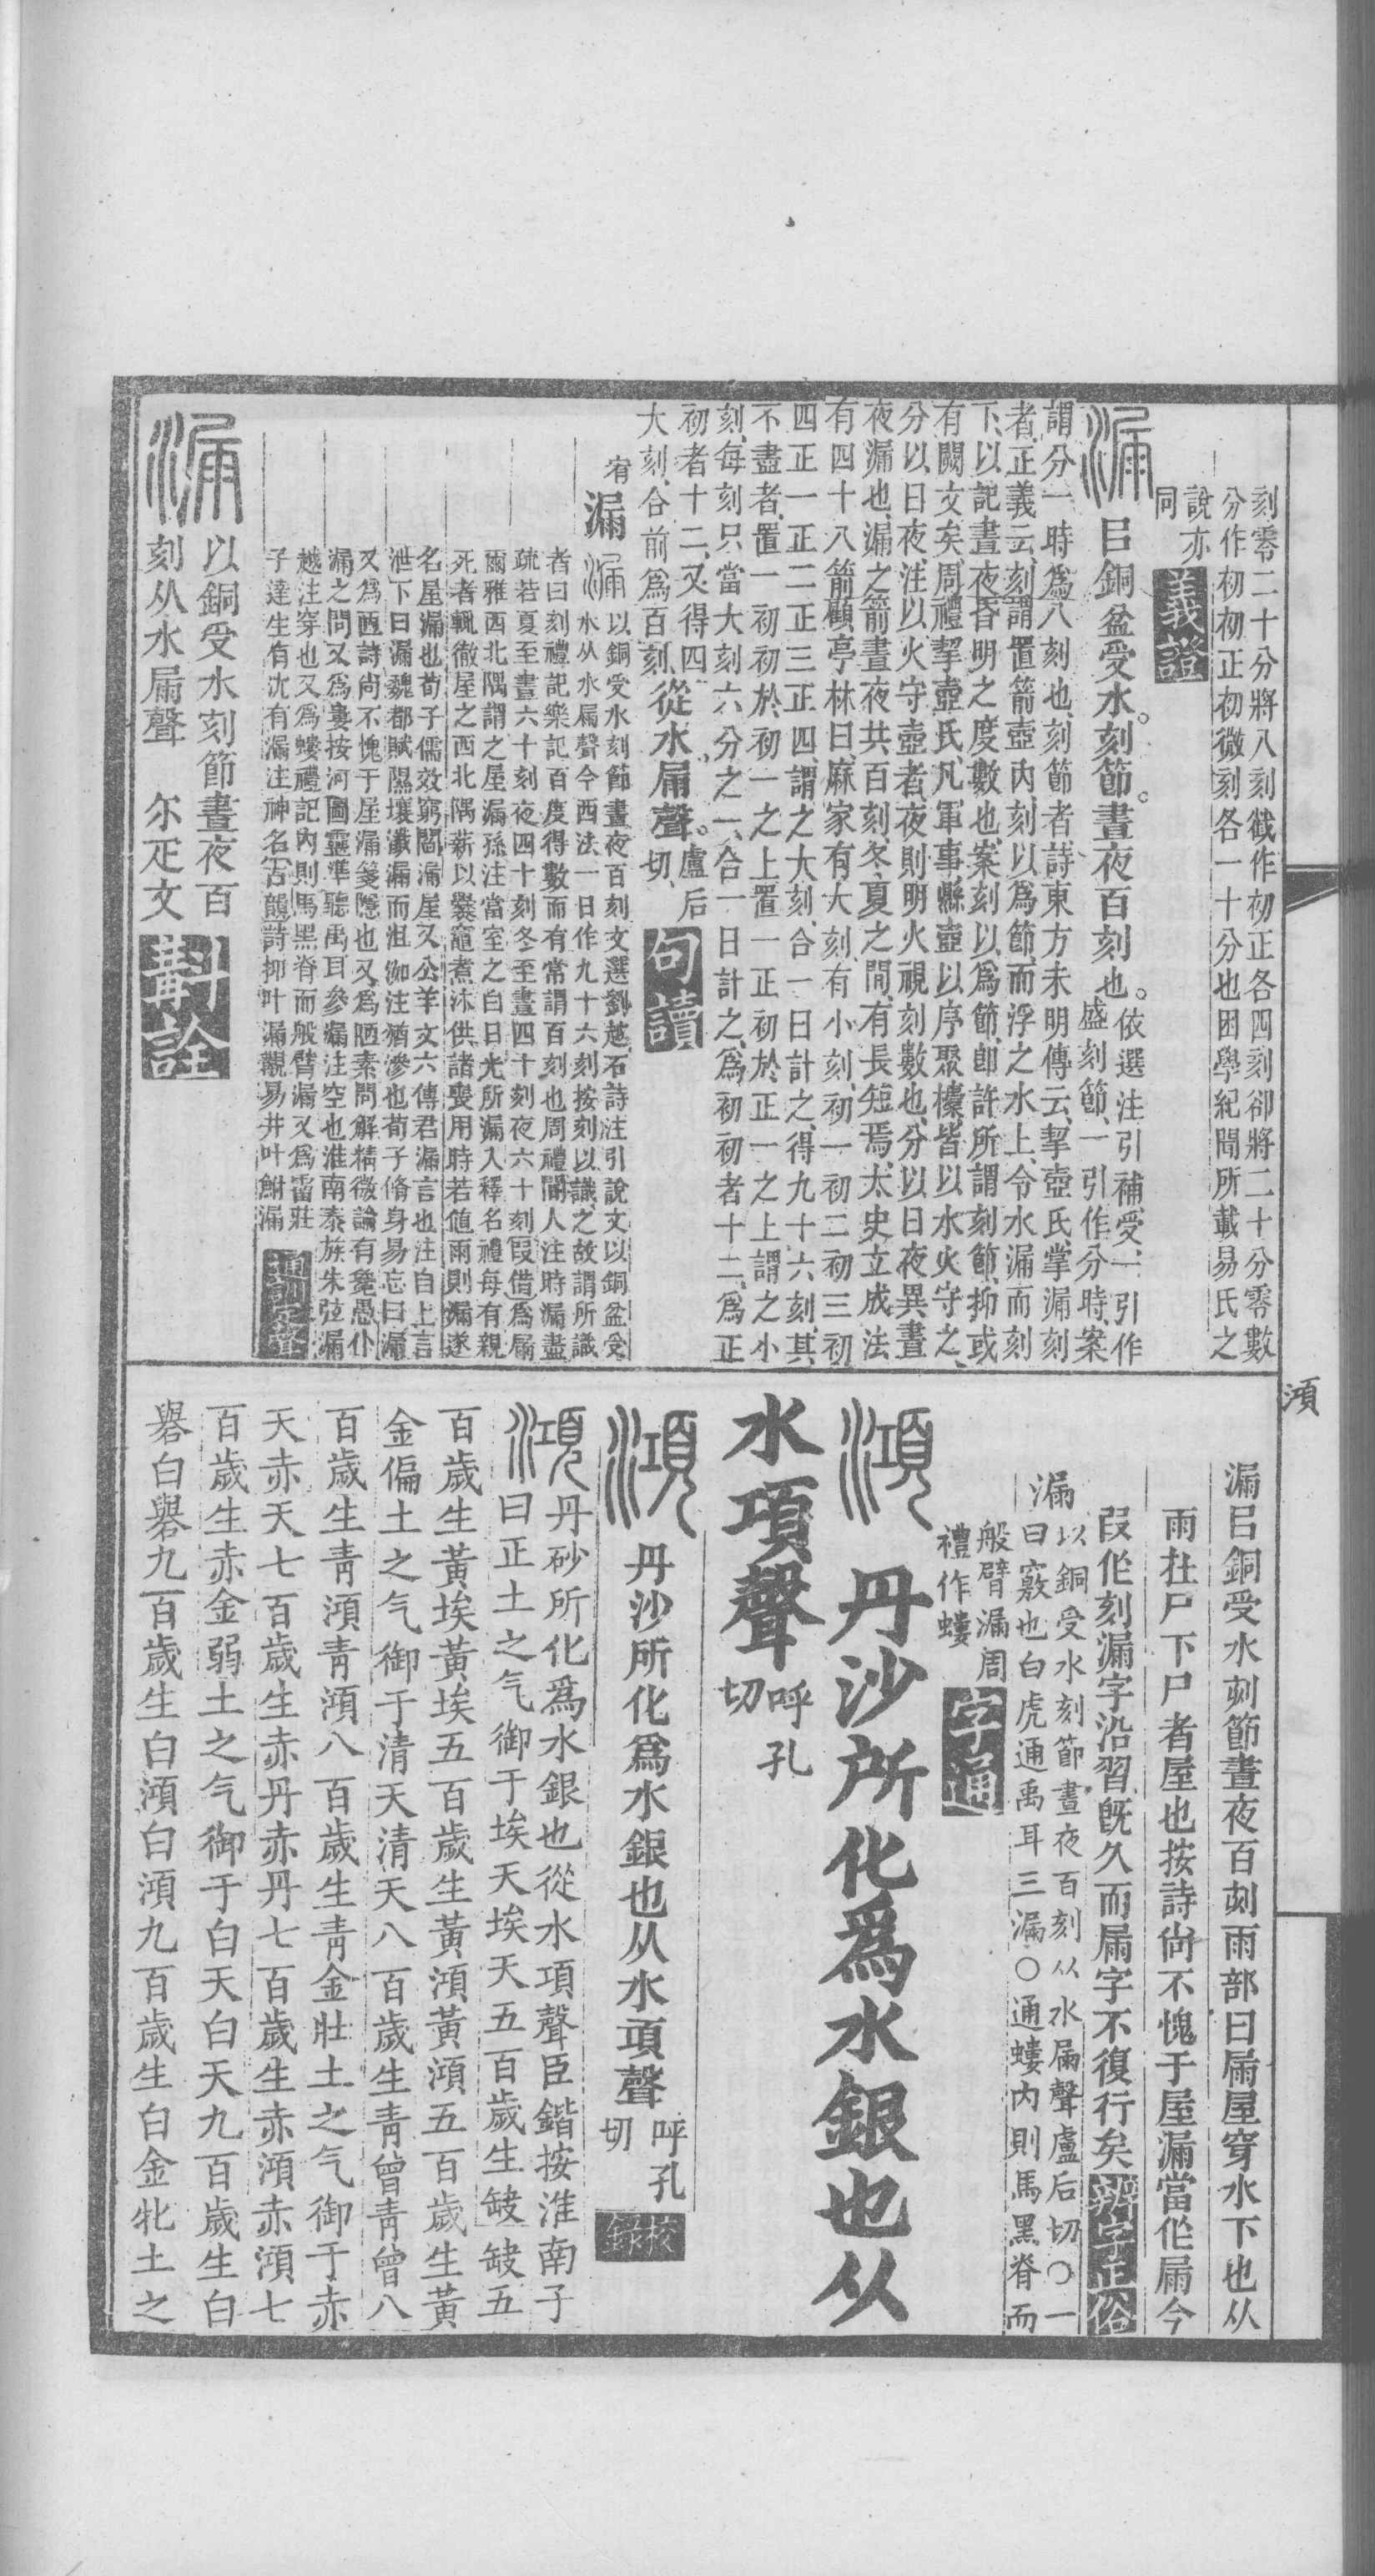 刻零二十分將八刻截作初正各四刻卻將二十分零數
分作初初正初微刻各一十分也困學紀聞所載易氏之
說亦
同
義證
漏
㠯銅盆受水。刻節。晝夜百刻也。
依選注引補、受、一引作
盛刻節、一引作分時、案
謂分一時爲八刻也、刻節者、詩東方未明傳云、挈壺氏、掌漏刻
者、正義云、刻謂置箭壺內、刻以爲節、而浮之水上、令水漏而刻
下、以記晝夜昏明之度數也、案刻以爲節、卽許所謂刻節、抑或
有闕文矣、周禮挈壺氏、凡軍事、縣壺以序聚㯓、皆以水火守之、
分以日夜、注、以火守壺者、夜則明火視刻數也、分以日夜、異晝
夜漏也、漏之箭晝夜共百刻、冬夏之間、有長短焉、太史立成法
有四十八箭、顧亭林曰、麻家有大刻、有小刻、初一初二初三初
四正一正二正三正四、謂之大刻、合一日計之、得九十六刻、其
不盡者、置一初初於初一之上、置一正初於正一之上、謂之小
刻、每刻只當大刻六分之一、合一日計之、爲初初者十二、爲正
初者十二、又得四
大刻、合前爲百刻、
從水。屚聲。
盧后
切、
句讀
宥
漏
漏
以銅受水刻節晝夜百刻文選劉越石詩注引說文以銅盆受
水从水屚聲今西法一日作九十六刻按刻以識之故謂所識
者曰刻禮記樂記百度得數而有常謂百刻也周禮閽人注時漏盡
疏若夏至晝六十刻夜四十刻冬至晝四十刻夜六十刻叚借爲屚
爾雅西北隅謂之屋漏孫注當室之白日光所漏入釋名禮每有親
死者輒徹屋之西北隅薪以爨竈煮沐供諸喪用時若値雨則漏遂
名屋漏也荀子儒效窮閻漏屋又公羊文六傳君漏言也注自上言
泄下曰漏魏都賦隰壤瀸漏而沮洳注猶滲也荀子脩身易忘曰漏
又爲陋詩尙不愧于屋漏箋隱也又爲陋素問解精微論有毚愚仆
漏之問又爲婁按河圖靈準聽禹耳參漏注空也淮南泰族朱弦漏
越注穿也又爲螻禮記內則馬黑脊而般臂漏又爲霤莊
子達生有沈有漏注神名古韻詩抑叶漏覯易井叶鮒漏
通訓定聲
漏
以銅受水刻節晝夜百
刻从水屚聲 尒疋文
斠詮
湏
漏㠯銅受水刻節晝夜百刻雨部曰屚屋穿水下也从
雨在尸下尸者屋也按詩尙不愧于屋漏當作屚今
叚作刻漏字沿習旣久而屚字不復行矣
辨字正俗
漏
以銅受水刻節晝夜百刻从水屚聲盧后切〇一
曰竅也白虎通禹耳三漏〇通螻內則馬黑脊而
般臂漏周
禮作螻
字通
澒
丹沙所化爲水銀也从
水項聲
呼孔
切
澒
丹沙所化爲水銀也从水項聲
呼孔
切
校錄
澒
丹砂所化爲水銀也從水項聲臣鍇按淮南子
曰正土之气御于埃天埃天五百歲生䥽䥽五
百歲生黃埃黃埃五百歲生黃澒黃澒五百歲生黃
金偏土之气御于清天清天八百歲生青曾青曾八
百歲生青澒青澒八百歲生青金壯土之气御于赤
天赤天七百歲生赤丹赤丹七百歲生赤澒赤澒七
百歲生赤金弱土之气御于白天白天九百歲生白
礜白礜九百歲生白澒白澒九百歲生白金牝土之